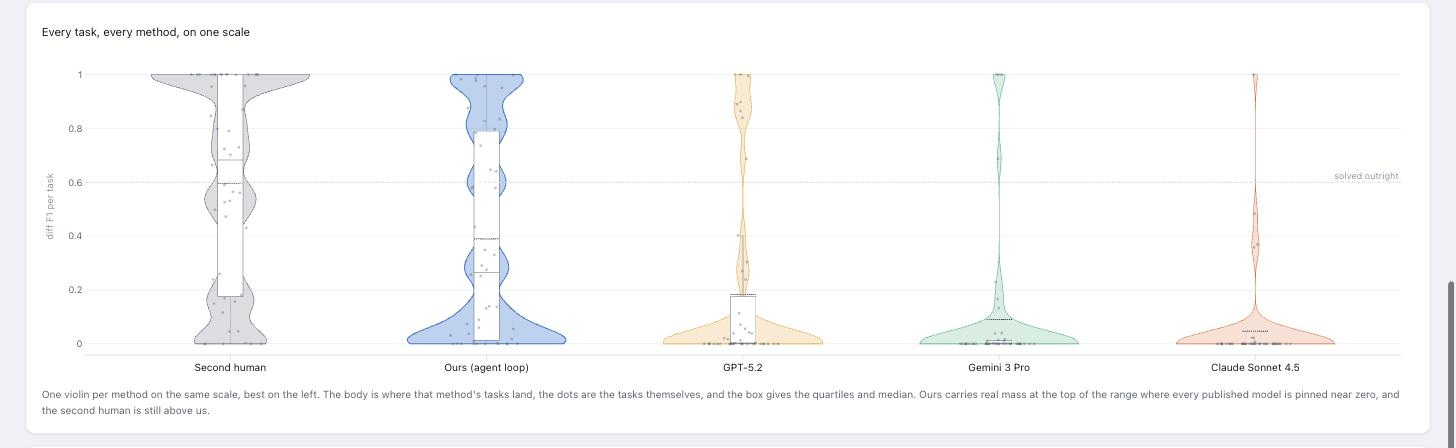 Every task, every method, on one scale
1
0.8
0.6
0.4
0.2
0
diff F1 per task
solved outright
Second human
Ours (agent loop)
GPT-5.2
Gemini 3 Pro
Claude Sonnet 4.5
One violin per method on the same scale, best on the left. The body is where that method's tasks land, the dots are the tasks themselves, and the box gives the quartiles and median. Ours carries real mass at the top of the range where every published model is pinned near zero, and
the second human is still above us.